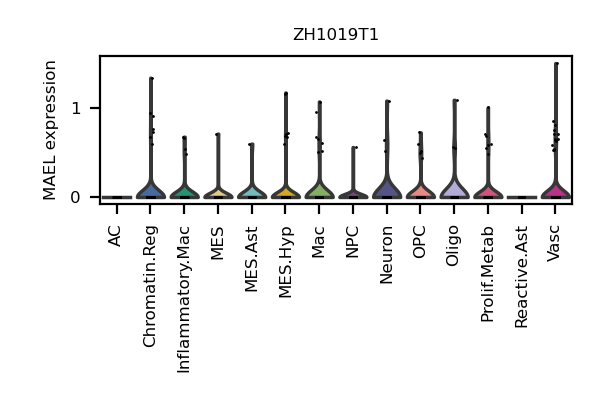 ZH1019T1
MAEL expression
1
0
AC
Chromatin.Reg
Inflammatory.Mac
MES
MES.Ast
MES.Hyp
Mac
NPC
Neuron
OPC
Oligo
Prolif.Metab
Reactive.Ast
Vasc